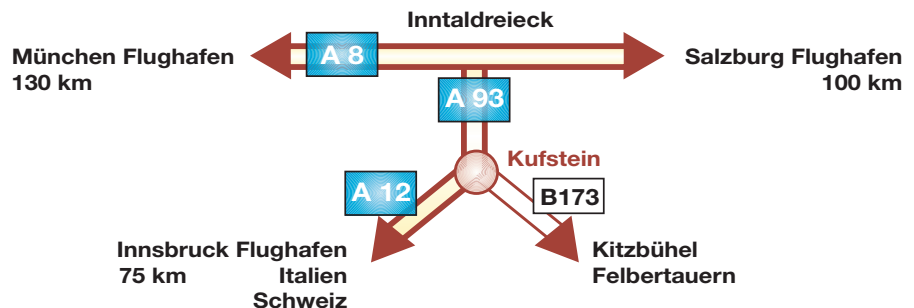 Inntaldreieck
München Flughafen
130 km
A 8
Salzburg Flughafen
100 km
A 93
Kufstein
A 12
B173
Innsbruck Flughafen
75 km
Italien
Schweiz
Kitzbühel
Felbertauern